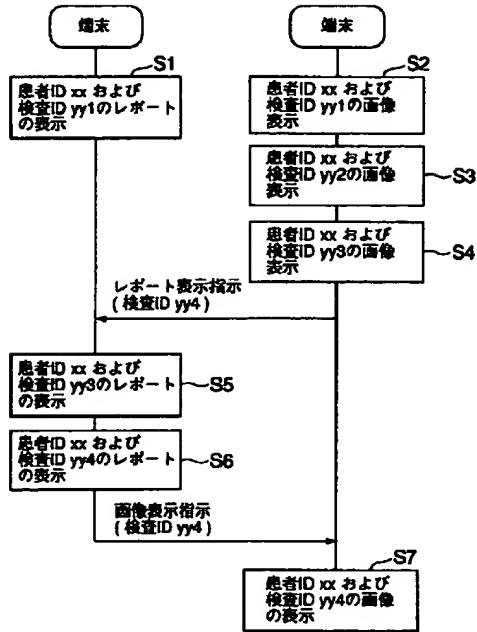 端末
端末
S1
患者ID xx および
検査ID yy1のレポート
の表示
S2
患者ID xx および
検査ID yy1の画像
表示
患者ID xx および
検査ID yy2の画像
表示
S3
患者ID xx および
検査ID yy3の画像
表示
S4
レポート表示指示
( 検査ID yy4)
患者ID xx および
検査ID yy3のレポート
の表示
S5
患者ID xx および
検査ID yy4のレポート
の表示
S6
画像表示指示
( 検査ID yy4)
S7
患者ID xx および
検査ID yy4の画像
の表示